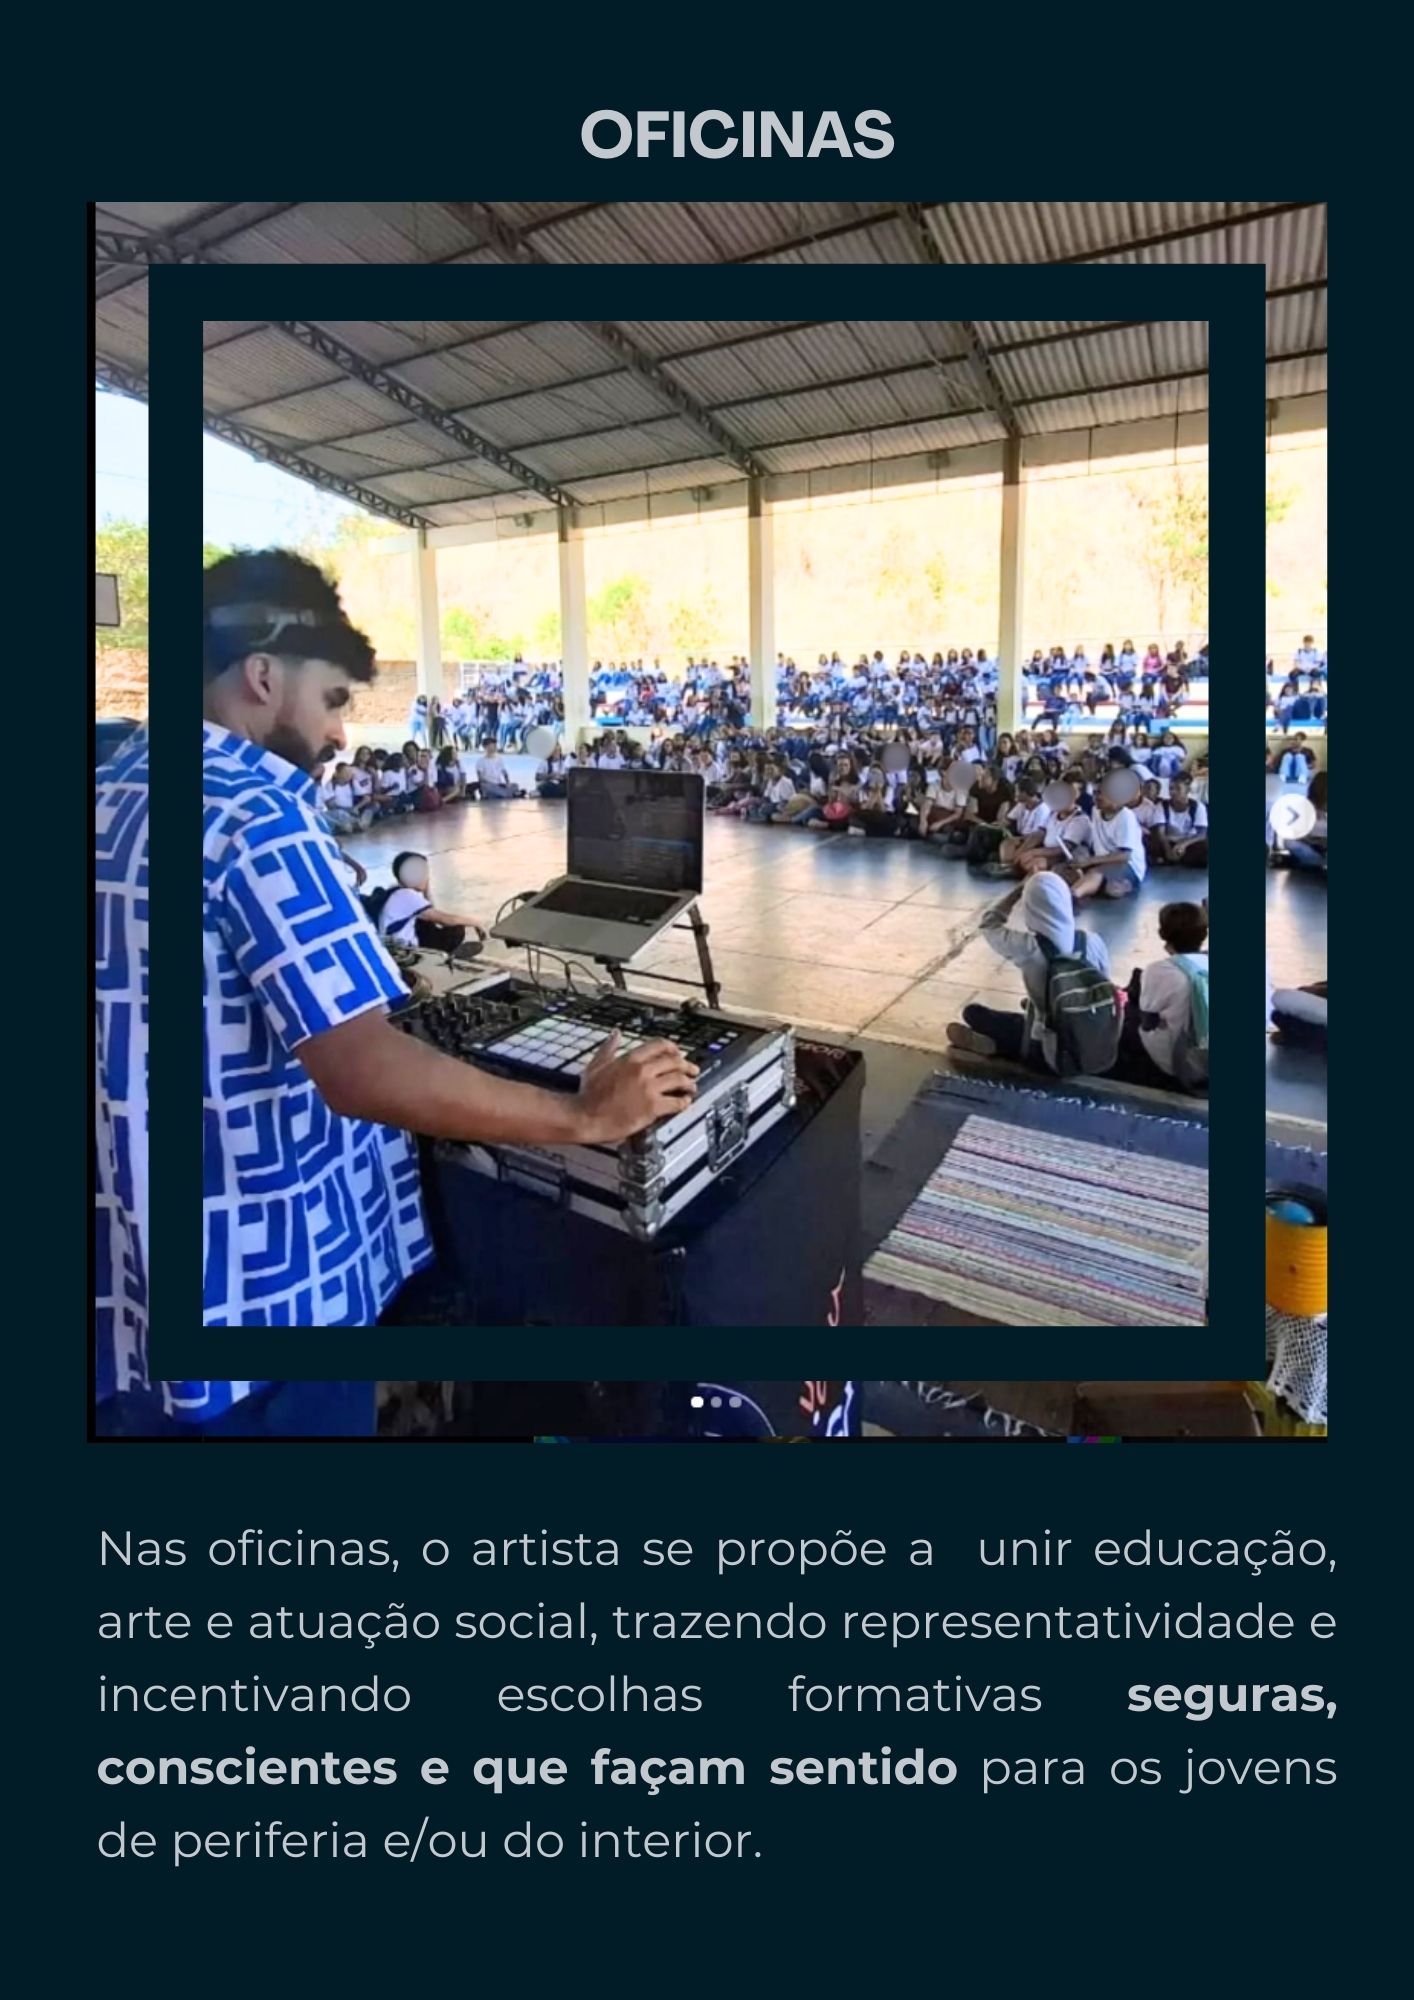 OFICINAS
Nas oficinas, o artista se propõe a unir educação,
arte e atuação social, trazendo representatividade e
incentivando escolhas formativas seguras,
conscientes e que façam sentido para os jovens
de periferia e/ou do interior.